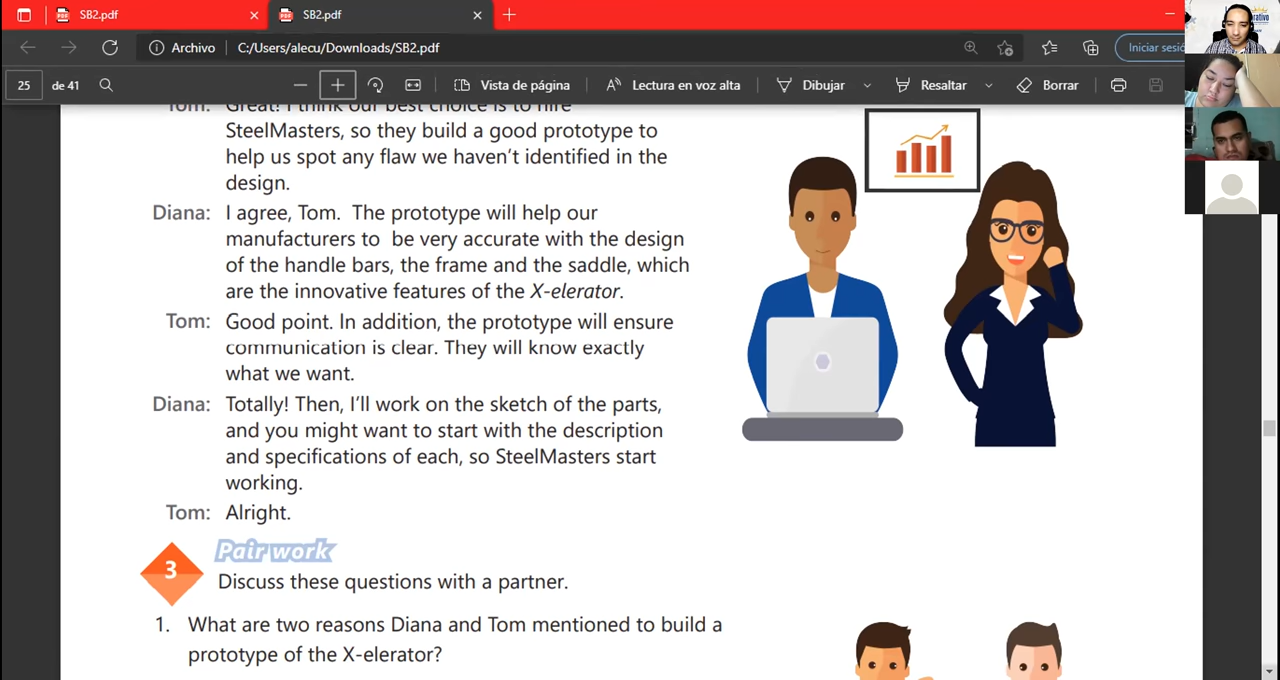 SB2.pdf
SB2.pdf
Archivo
C:/Users/alecu/Downloads/SB2.pdf
25
de 41
Vista de página
Lectura en voz alta
Dibujar
Resaltar
Borrar
Tom: Great! I think our best choice is to hire
SteelMasters, so they build a good prototype to
help us spot any flaw we haven't identified in the
design.
Diana: I agree, Tom. The prototype will help our
manufacturers to be very accurate with the design
of the handle bars, the frame and the saddle, which
are the innovative features of the X-elerator.
Tom: Good point. In addition, the prototype will ensure
communication is clear. They will know exactly
what we want.
Diana: Totally! Then, I'll work on the sketch of the parts,
and you might want to start with the description
and specifications of each, so SteelMasters start
working.
Tom: Alright.
3
Pair work
Discuss these questions with a partner.
1. What are two reasons Diana and Tom mentioned to build a
prototype of the X-elerator?